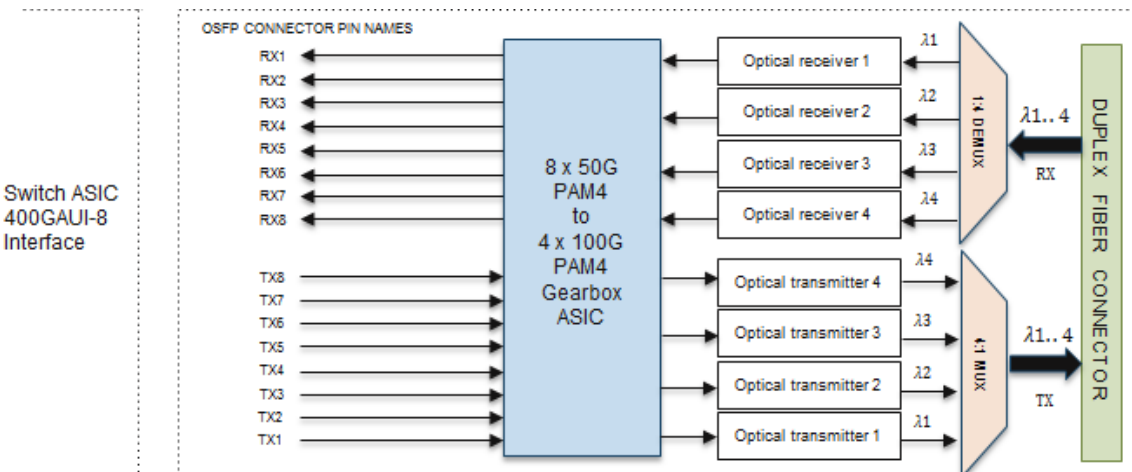 OSFP CONNECTOR PIN NAMES
RX1
RX2
RX3
RX4
RX5
RX6
RX7
RX8
TX8
TX7
TX6
TX5
TX4
TX3
TX2
TX1
Switch ASIC
400GAUI-8
Interface
8 x 50G
PAM4
to
4 x 100G
PAM4
Gearbox
ASIC
Optical receiver 1
Optical receiver 2
Optical receiver 3
Optical receiver 4
Optical transmitter 4
Optical transmitter 3
Optical transmitter 2
Optical transmitter 1
λ1
λ2
λ3
λ4
λ4
λ3
λ2
λ1
1:4 DEMUX
4:1 MUX
λ1.. 4
RX
λ1.. 4
TX
DUPLEX FIBER CONNECTOR